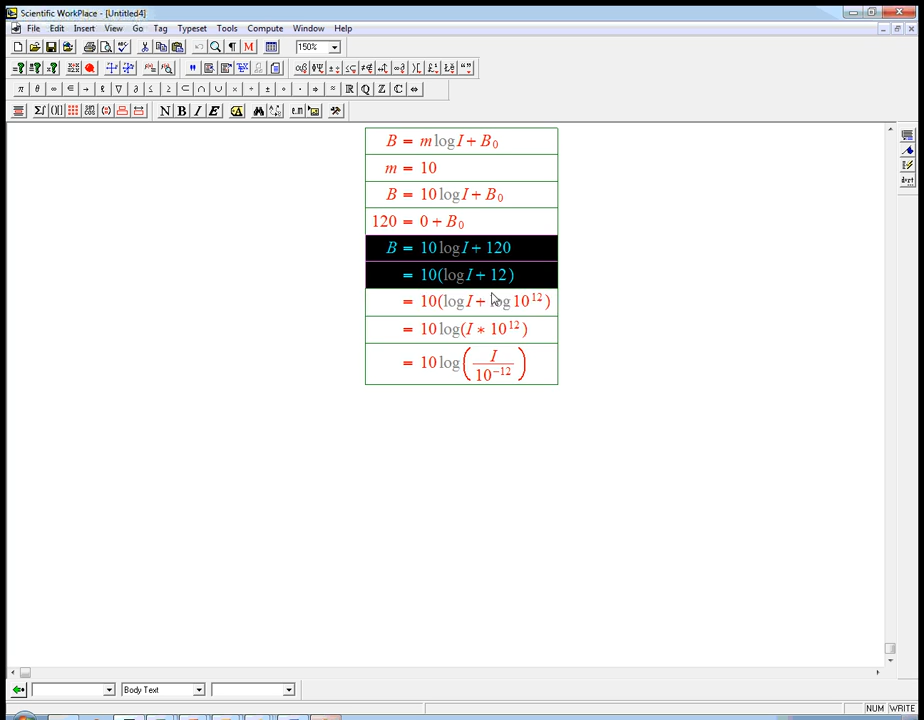 Scientific WorkPlace - [Untitled4]
File Edit Insert View Go Tag Typeset Tools Compute Window Help
150%
N B I E
B = m log I + B₀
m = 10
B = 10 log I + B₀
120 = 0 + B₀
B = 10 log I + 120
= 10(log I + 12)
= 10(log I + log 10¹²)
= 10 log(I * 10¹²)
= 10 log(I/10⁻¹²)
Body Text
NUM WRITE